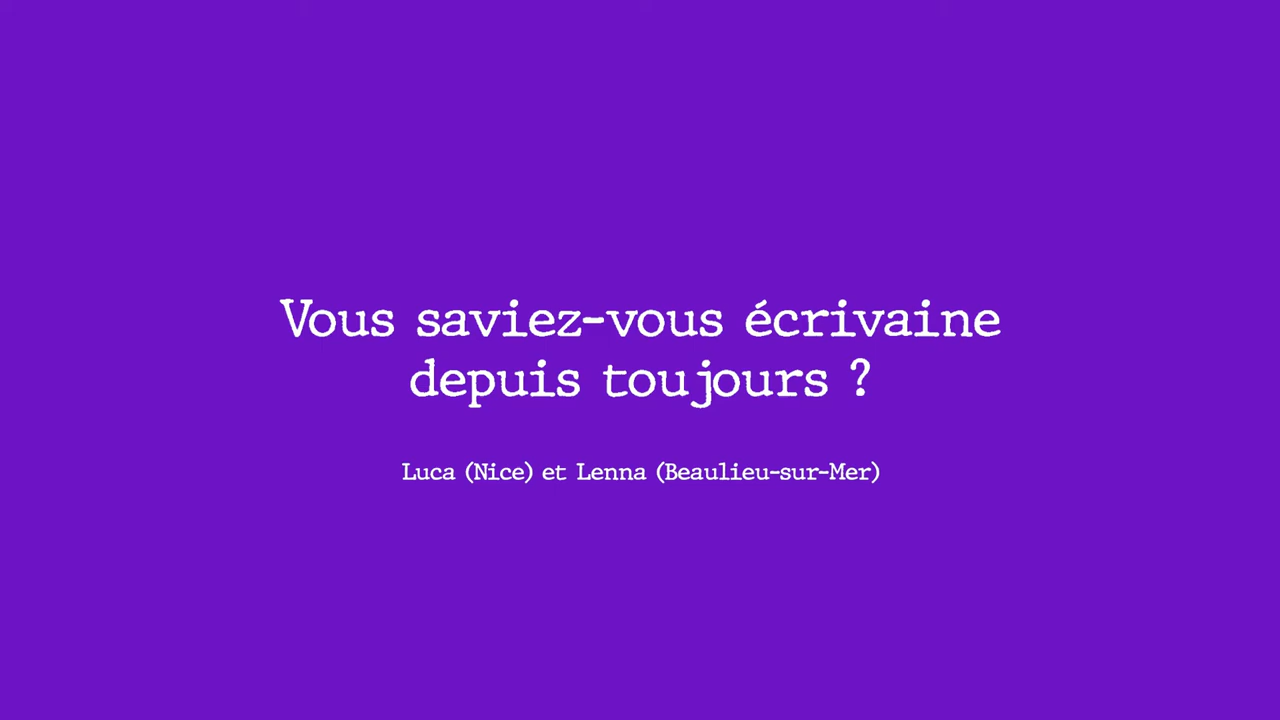 Vous saviez-vous écrivaine
depuis toujours ?
Luca (Nice) et Lenna (Beaulieu-sur-Mer)